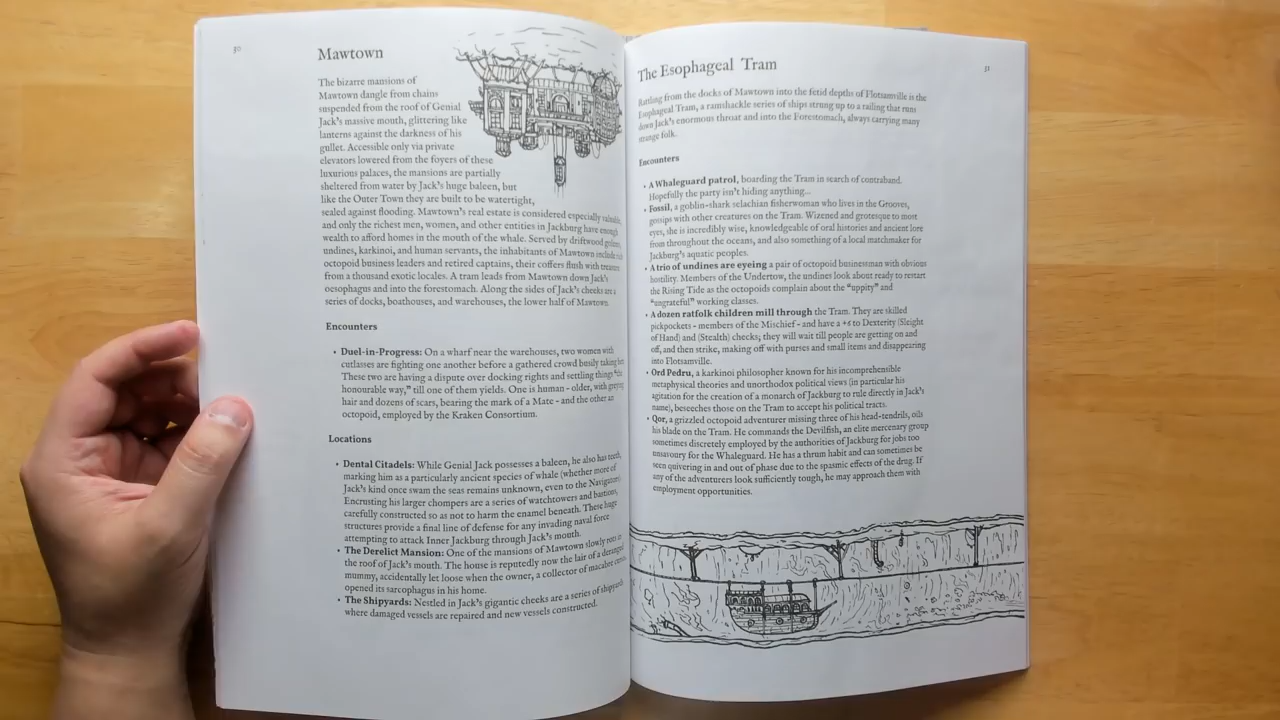 30
Mawtown
The bizarre mansions of
Mawtown dangle from chains
suspended from the roof of Genial
Jack's massive mouth, glittering like
lanterns against the darkness of his
gullet. Accessible only via private
elevators lowered from the foyers of these
luxurious palaces, the mansions are partially
sheltered from water by Jack's huge baleen, but
like the Outer Town they are built to be watertight,
sealed against flooding. Mawtown's real estate is considered especially valuable,
and only the richest men, women, and other entities in Jackburg have enough
wealth to afford homes in the mouth of the whale. Served by driftwood golems,
undines, karkinoi, and human servants, the inhabitants of Mawtown include
octopoid business leaders and retired captains, their coffers flush with treasure
from a thousand exotic locales. A tram leads from Mawtown down Jack's
oesophagus and into the forestomach. Along the sides of Jack's cheeks are a
series of docks, boathouses, and warehouses, the lower half of Mawtown.
Encounters
• Duel-in-Progress: On a wharf near the warehouses, two women with
cutlasses are fighting one another before a gathered crowd busily taking
These two are having a dispute over docking rights and settling things "the
honourable way," till one of them yields. One is human – older, with greying
hair and dozens of scars, bearing the mark of a Mate – and the other an
octopoid, employed by the Kraken Consortium.
Locations
• Dental Citadels: While Genial Jack possesses a baleen, he also has teeth,
marking him as a particularly ancient species of whale (whether more of
Jack's kind once swam the seas remains unknown, even to the Navigators)
Encrusting his larger chompers are a series of watchtowers and bastions,
carefully constructed so as not to harm the enamel beneath. These huge
structures provide a final line of defense for any invading naval force
attempting to attack Inner Jackburg through Jack's mouth.
• The Derelict Mansion: One of the mansions of Mawtown slowly rots
the roof of Jack's mouth. The house is reputedly now the lair of a deranged
mummy, accidentally let loose when the owner, a collector of macabre
opened its sarcophagus in his home.
• The Shipyards: Nestled in Jack's gigantic cheeks are a series of shipyards
where damaged vessels are repaired and new vessels constructed.
31
The Esophageal Tram
Rattling from the docks of Mawtown into the fetid depths of Flotsamville is the
Esophageal Tram, a ramshackle series of ships strung up to a railing that runs
down Jack's enormous throat and into the Forestomach, always carrying many
strange folk.
Encounters
• A Whaleguard patrol, boarding the Tram in search of contraband.
Hopefully the party isn't hiding anything...
• Fossil, a goblin-shark selachian fisherwoman who lives in the Grooves,
gossips with other creatures on the Tram. Wizened and grotesque to most
eyes, she is incredibly wise, knowledgeable of oral histories and ancient lore
from throughout the oceans, and also something of a local matchmaker for
Jackburg's aquatic peoples.
• A trio of undines are eyeing a pair of octopoid businessman with obvious
hostility. Members of the Undertow, the undines look about ready to restart
the Rising Tide as the octopoids complain about the "uppity" and
"ungrateful" working classes.
• A dozen ratfolk children mill through the Tram. They are skilled
pickpockets – members of the Mischief – and have a +6 to Dexterity (Sleight
of Hand) and (Stealth) checks; they will wait till people are getting on and
off, and then strike, making off with purses and small items and disappearing
into Flotsamville.
• Ord Pedru, a karkinoi philosopher known for his incomprehensible
metaphysical theories and unorthodox political views (in particular his
agitation for the creation of a monarch of Jackburg to rule directly in Jack's
name), beseeches those on the Tram to accept his political tracts.
• Qor, a grizzled octopoid adventurer missing three of his head-tendrils, oils
his blade on the Tram. He commands the Devilfish, an elite mercenary group
sometimes discretely employed by the authorities of Jackburg for jobs too
unsavoury for the Whaleguard. He has a thrum habit and can sometimes be
seen quivering in and out of phase due to the spasmic effects of the drug. If
any of the adventurers look sufficiently tough, he may approach them with
employment opportunities.